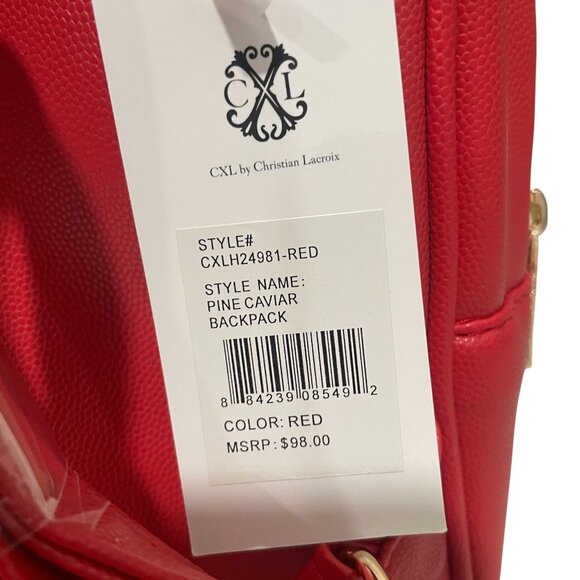 CXL
CXL by Christian Lacroix
STYLE#
CXLH24981-RED
STYLE NAME:
PINE CAVIAR
BACKPACK
8 84239 08549 2
COLOR: RED
MSRP: $98.00